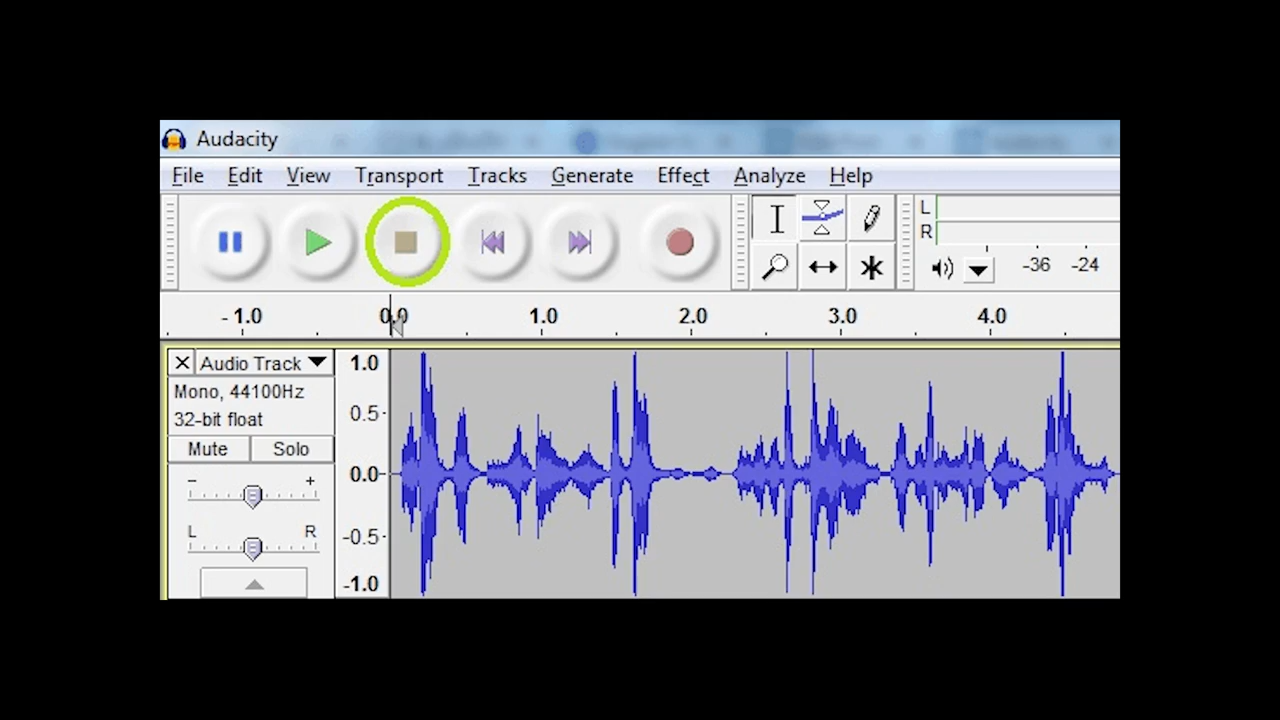 Audacity
File Edit View Transport Tracks Generate Effect Analyze Help
L
R
-36 -24
- 1.0 0.0 1.0 2.0 3.0 4.0
Audio Track
Mono, 44100Hz
32-bit float
Mute Solo
- +
L R
1.0
0.5
0.0
-0.5
-1.0